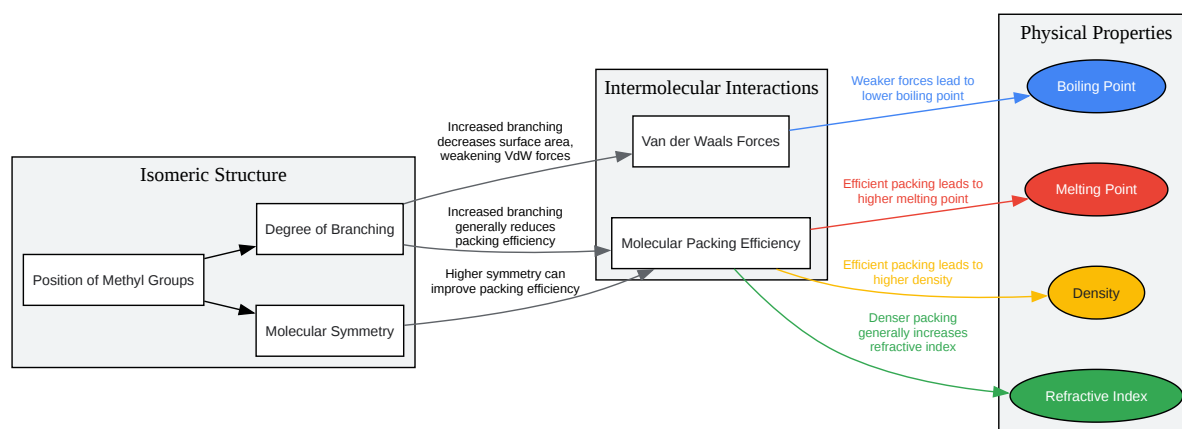 Isomeric Structure
Position of Methyl Groups
Degree of Branching
Molecular Symmetry
Increased branching
decreases surface area,
weakening VdW forces
Increased branching
generally reduces
packing efficiency
Higher symmetry can
improve packing efficiency
Intermolecular Interactions
Van der Waals Forces
Molecular Packing Efficiency
Weaker forces lead to
lower boiling point
Efficient packing leads to
higher melting point
Efficient packing leads to
higher density
Denser packing
generally increases
refractive index
Physical Properties
Boiling Point
Melting Point
Density
Refractive Index